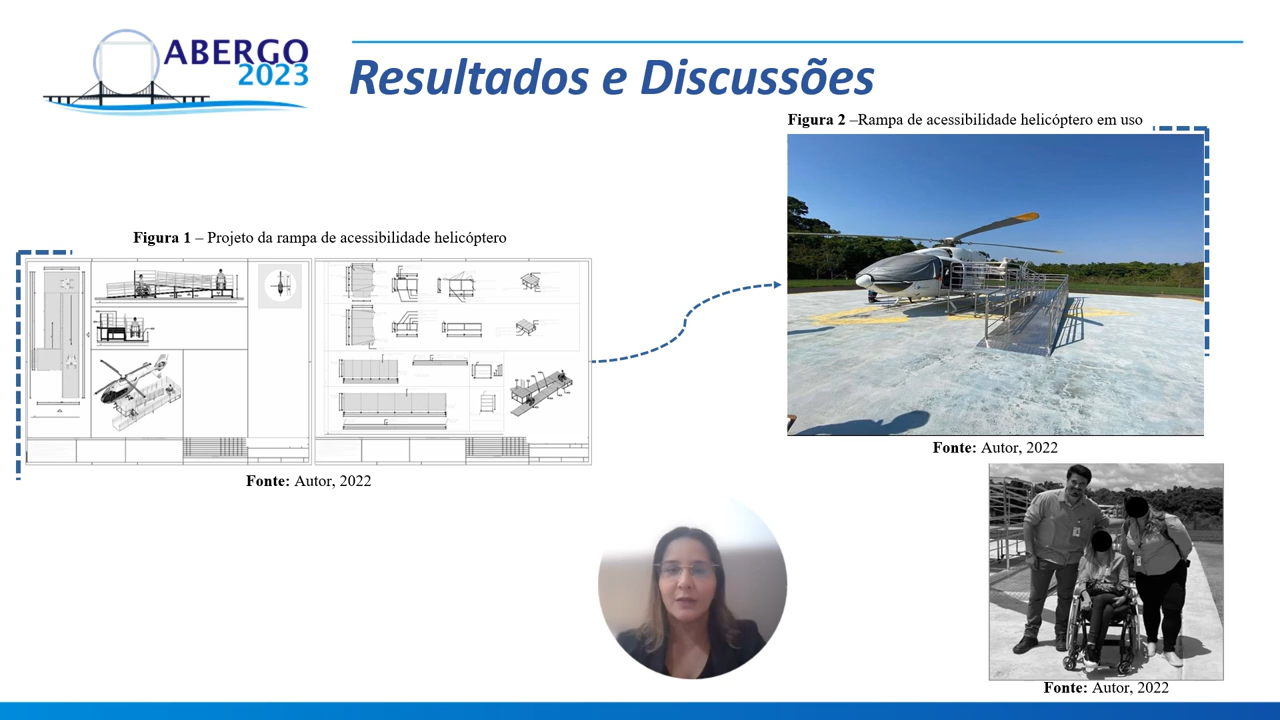 ABERGO
2023
Resultados e Discussões
Figura 2 –Rampa de acessibilidade helicóptero em uso
Figura 1 – Projeto da rampa de acessibilidade helicóptero
Fonte: Autor, 2022
Fonte: Autor, 2022
Fonte: Autor, 2022